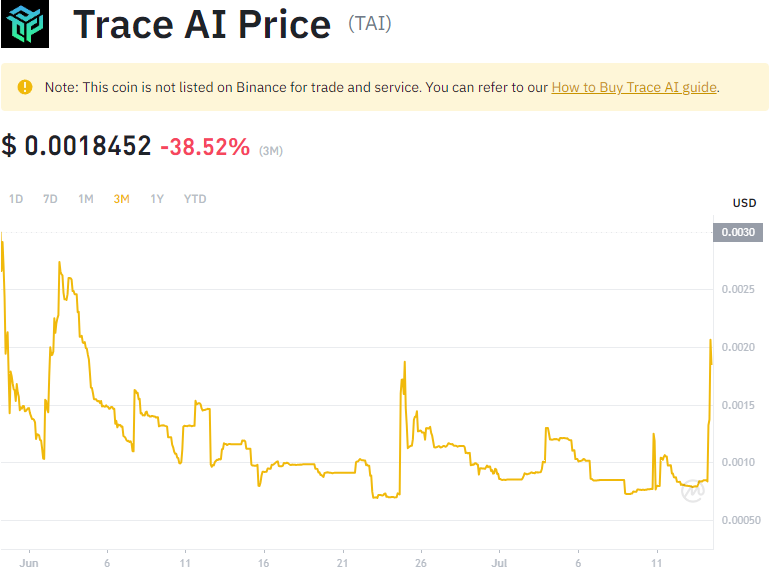 Trace AI Price (TAI)
Note: This coin is not listed on Binance for trade and service. You can refer to our How to Buy Trace AI guide.
$ 0.0018452 -38.52% (3M)
1D 7D 1M 3M 1Y YTD
USD
0.0030
0.0025
0.0020
0.0015
0.0010
0.00050
Jun 6 11 16 21 26 Jul 6 11